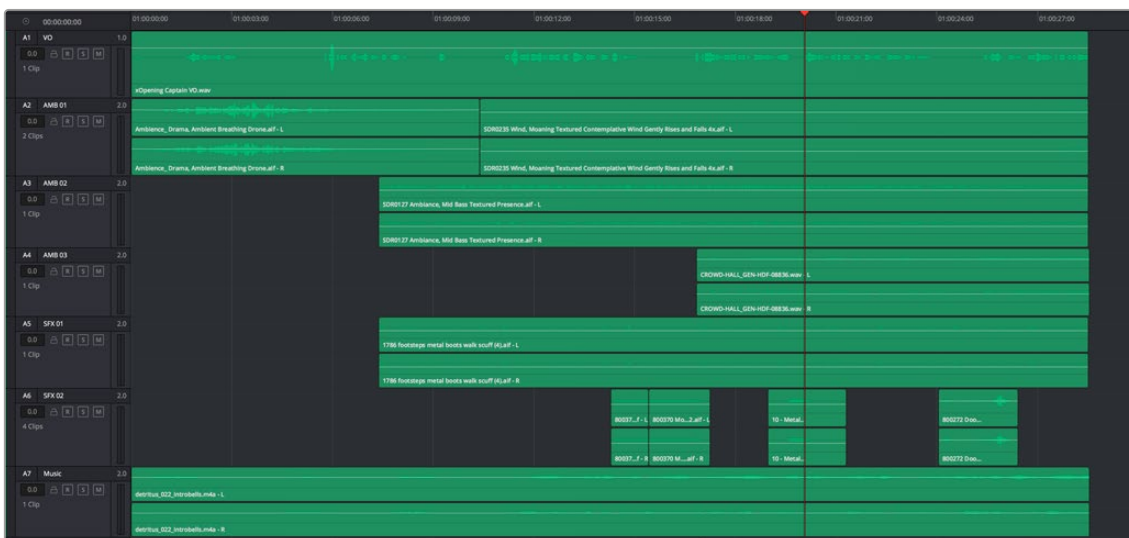 00:00:00:00
01:00:00:00 01:00:03:00 01:00:06:00 01:00:09:00 01:00:12:00 01:00:15:00 01:00:18:00 01:00:21:00 01:00:24:00 01:00:27:00
A1 VO 1.0
0.0 R S M
1 Clip
xOpening Captain VO.wav
A2 AMB 01 2.0
0.0 R S M
2 Clips
Ambience_ Drama, Ambient Breathing Drone.aif - L
SDR0235 Wind, Moaning Textured Contemplative Wind Gently Rises and Falls 4x.aif - L
Ambience_ Drama, Ambient Breathing Drone.aif - R
SDR0235 Wind, Moaning Textured Contemplative Wind Gently Rises and Falls 4x.aif - R
A3 AMB 02 2.0
0.0 R S M
1 Clip
SDR0127 Ambiance, Mid Bass Textured Presence.aif - L
SDR0127 Ambiance, Mid Bass Textured Presence.aif - R
A4 AMB 03 2.0
0.0 R S M
1 Clip
CROWD-HALL_GEN-HDF-08836.wav - L
CROWD-HALL_GEN-HDF-08836.wav - R
A5 SFX 01 2.0
0.0 R S M
1 Clip
1786 footsteps metal boots walk scuff (4).aif - L
1786 footsteps metal boots walk scuff (4).aif - R
A6 SFX 02 2.0
0.0 R S M
4 Clips
80037...f - L 800370 Mo...2.aif - L 10 - Metal... 800272 Doo...
80037...f - R 800370 M....aif - R 10 - Metal... 800272 Doo...
A7 Music 2.0
0.0 R S M
1 Clip
detritus_022_introbells.m4a - L
detritus_022_introbells.m4a - R